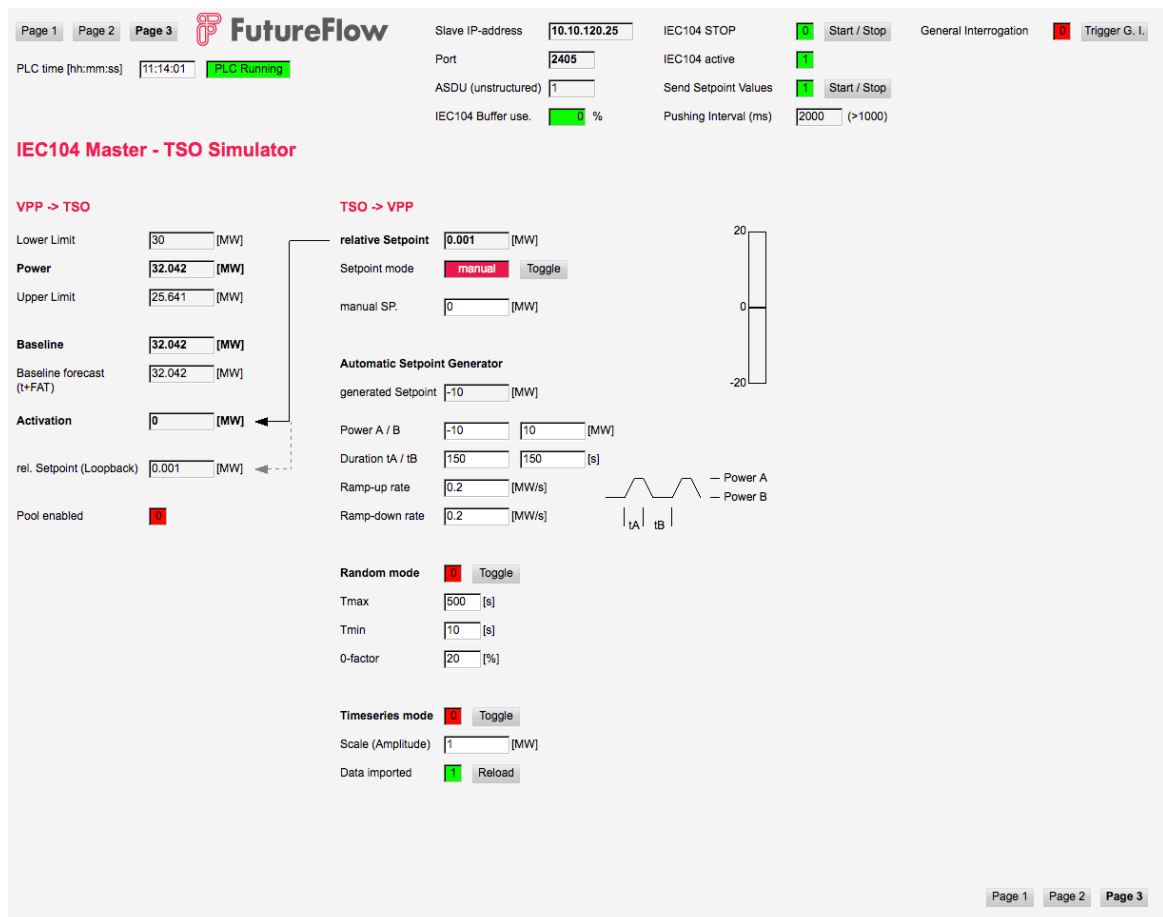 Page 1 Page 2 Page 3 FutureFlow Slave IP-address 10.10.120.25 IEC104 STOP 0 Start / Stop General Interrogation 0 Trigger G. I.
PLC time [hh:mm:ss] 11:14:01 PLC Running Port 2405 IEC104 active 1
ASDU (unstructured) 1 Send Setpoint Values 1 Start / Stop
IEC104 Buffer use. 0 % Pushing Interval (ms) 2000 (>1000)
IEC104 Master - TSO Simulator
VPP -> TSO
Lower Limit 30 [MW]
Power 32.042 [MW]
Upper Limit 25.641 [MW]
Baseline 32.042 [MW]
Baseline forecast 32.042 [MW]
(t+FAT)
Activation 0 [MW]
rel. Setpoint (Loopback) 0.001 [MW]
Pool enabled 0
TSO -> VPP
relative Setpoint 0.001 [MW]
Setpoint mode manual Toggle
manual SP. 0 [MW]
Automatic Setpoint Generator
generated Setpoint -10 [MW]
Power A / B -10 10 [MW]
Duration tA / tB 150 150 [s]
Ramp-up rate 0.2 [MW/s]
Ramp-down rate 0.2 [MW/s]
Random mode 0 Toggle
Tmax 500 [s]
Tmin 10 [s]
0-factor 20 [%]
Timeseries mode 0 Toggle
Scale (Amplitude) 1 [MW]
Data imported 1 Reload
20
0
-20
Power A
Power B
tA tB
Page 1 Page 2 Page 3